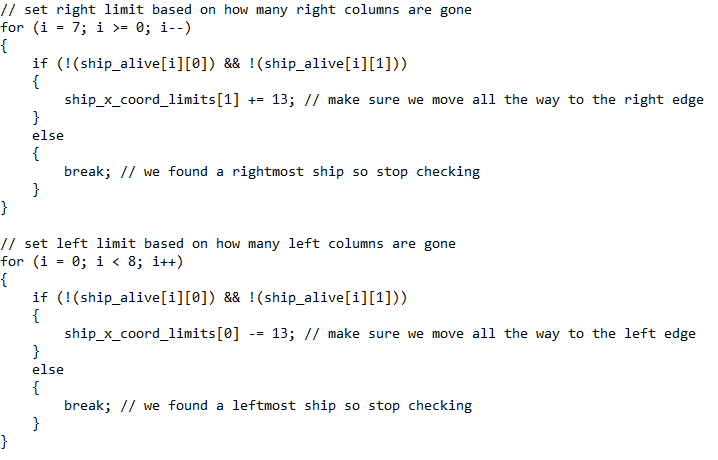 // set right limit based on how many right columns are gone
for (i = 7; i >= 0; i--)
{
    if (!(ship_alive[i][0]) && !(ship_alive[i][1]))
    {
        ship_x_coord_limits[1] += 13; // make sure we move all the way to the right edge
    }
    else
    {
        break; // we found a rightmost ship so stop checking
    }
}

// set left limit based on how many left columns are gone
for (i = 0; i < 8; i++)
{
    if (!(ship_alive[i][0]) && !(ship_alive[i][1]))
    {
        ship_x_coord_limits[0] -= 13; // make sure we move all the way to the left edge
    }
    else
    {
        break; // we found a leftmost ship so stop checking
    }
}